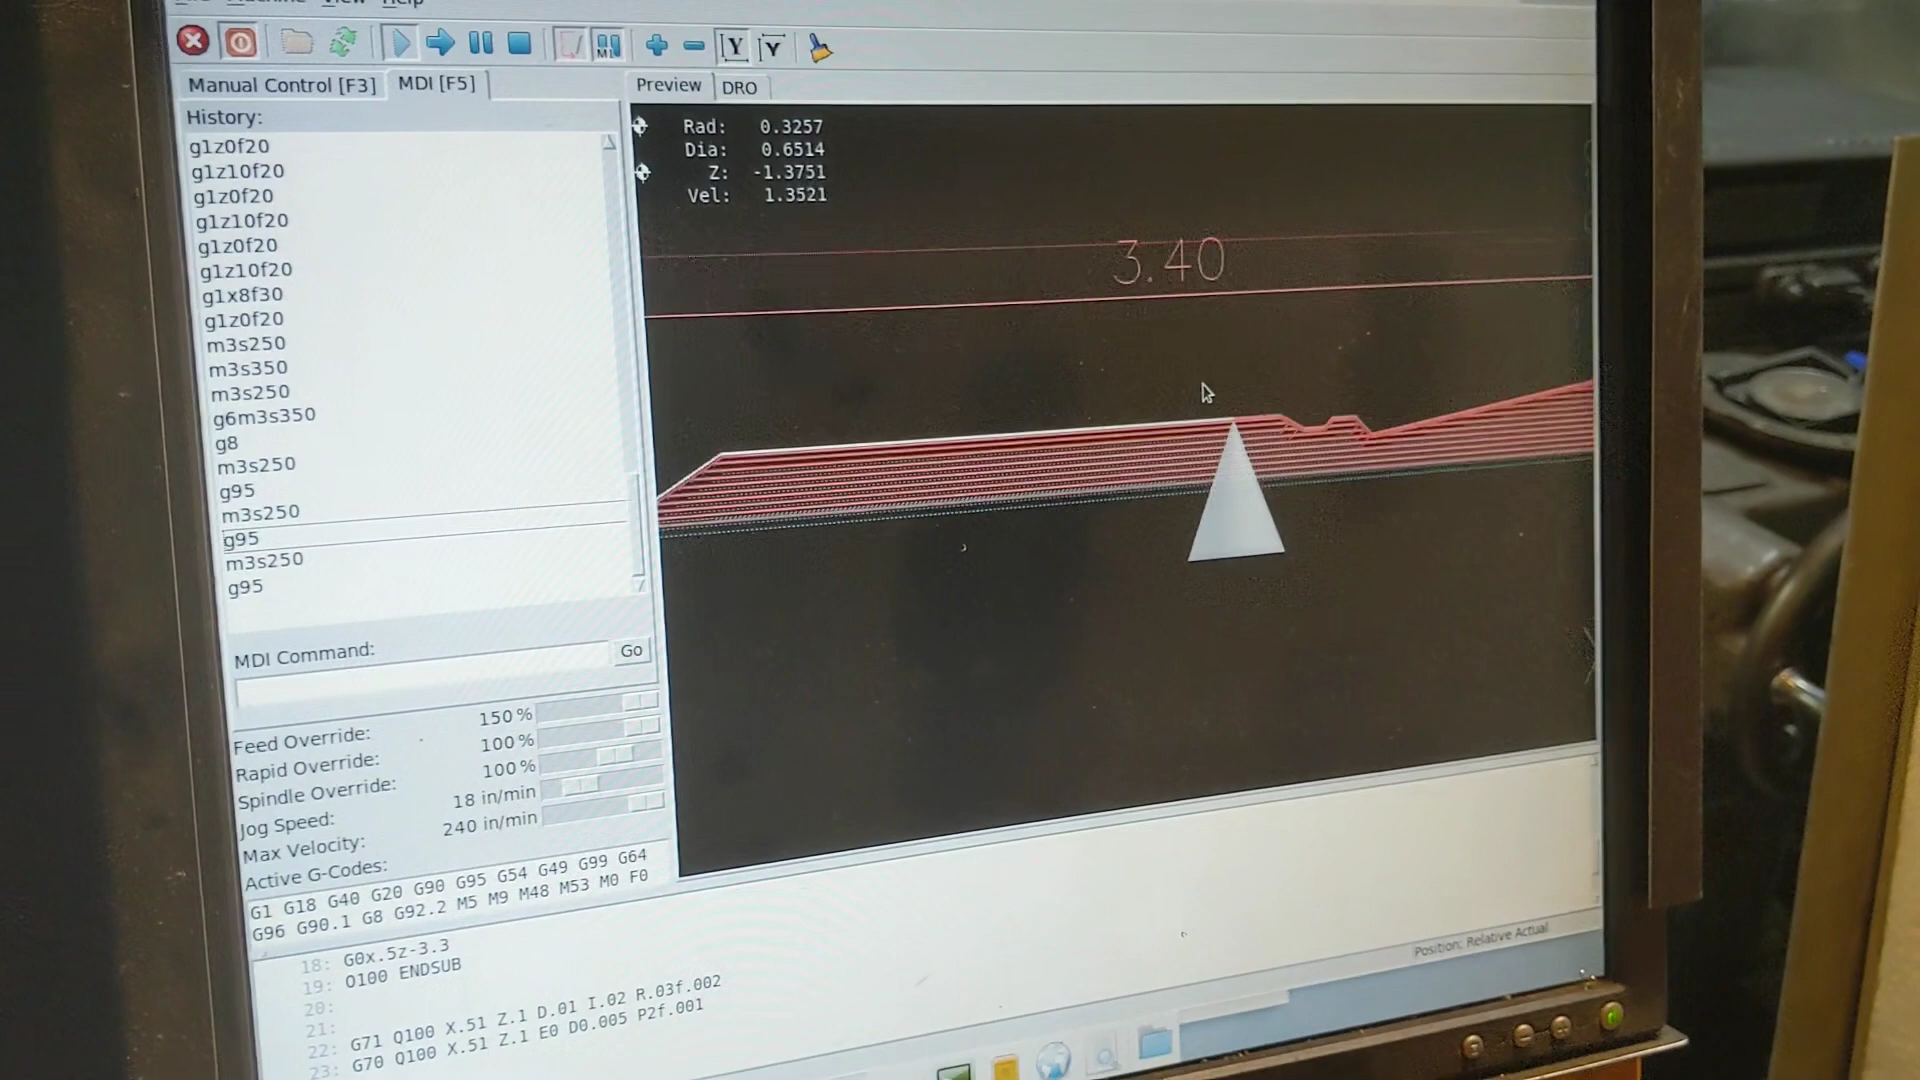 Machine View Help
Manual Control [F3] MDI [F5]
History:
g1z0f20
g1z10f20
g1z0f20
g1z10f20
g1z0f20
g1z10f20
g1x8f30
g1z0f20
m3s250
m3s350
m3s250
g6m3s350
g8
m3s250
g95
m3s250
g95
m3s250
g95
MDI Command:
Go
Feed Override: 150 %
Rapid Override: 100 %
Spindle Override: 100 %
Jog Speed: 18 in/min
Max Velocity: 240 in/min
Active G-Codes:
G1 G18 G40 G20 G90 G95 G54 G49 G99 G64
G96 G90.1 G8 G92.2 M5 M9 M48 M53 M0 F0
Preview DRO
Rad: 0.3257
Dia: 0.6514
Z: -1.3751
Vel: 1.3521
3.40
Position: Relative Actual
18: G0x.5z-3.3
19: O100 ENDSUB
20:
21:
22: G71 Q100 X.51 Z.1 D.01 I.02 R.03f.002
23: G70 Q100 X.51 Z.1 E0 D0.005 P2f.001